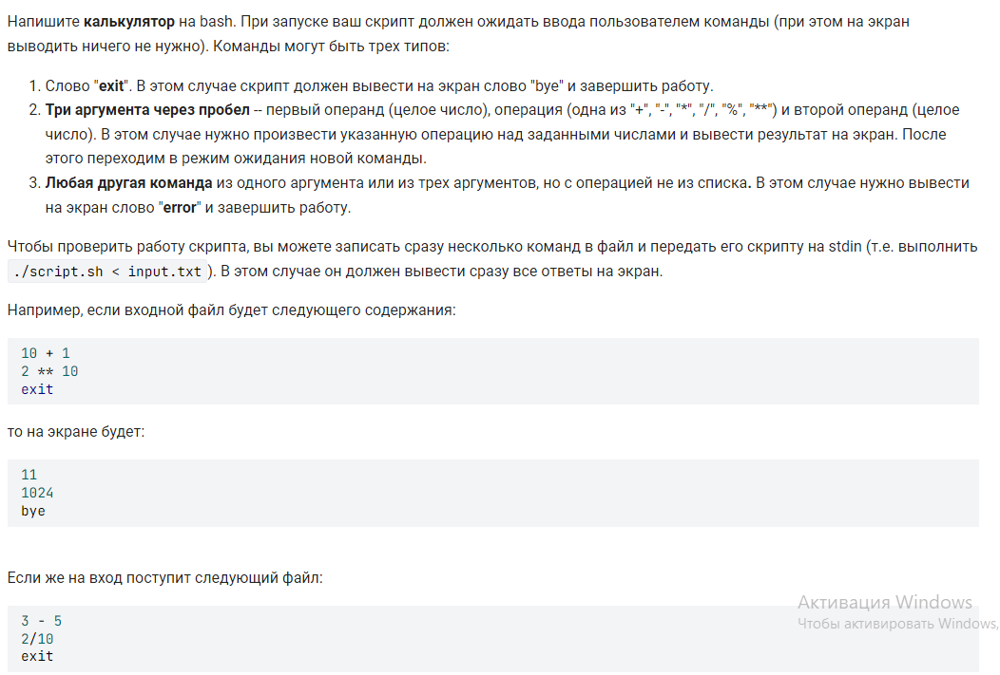 Напишите калькулятор на bash. При запуске ваш скрипт должен ожидать ввода пользователем команды (при этом на экран
выводить ничего не нужно). Команды могут быть трех типов:
1. Слово "exit". В этом случае скрипт должен вывести на экран слово "bye" и завершить работу.
2. Три аргумента через пробел -- первый операнд (целое число), операция (одна из "+", "-", "*", "/", "%", "**") и второй операнд (целое
число). В этом случае нужно произвести указанную операцию над заданными числами и вывести результат на экран. После
этого переходим в режим ожидания новой команды.
3. Любая другая команда из одного аргумента или из трех аргументов, но с операцией не из списка. В этом случае нужно вывести
на экран слово "error" и завершить работу.
Чтобы проверить работу скрипта, вы можете записать сразу несколько команд в файл и передать его скрипту на stdin (т.е. выполнить
./script.sh < input.txt ). В этом случае он должен вывести сразу все ответы на экран.
Например, если входной файл будет следующего содержания:
10 + 1
2 ** 10
exit
то на экране будет:
11
1024
bye
Если же на вход поступит следующий файл:
3 - 5
2/10
exit
Активация Windows
Чтобы активировать Windows,